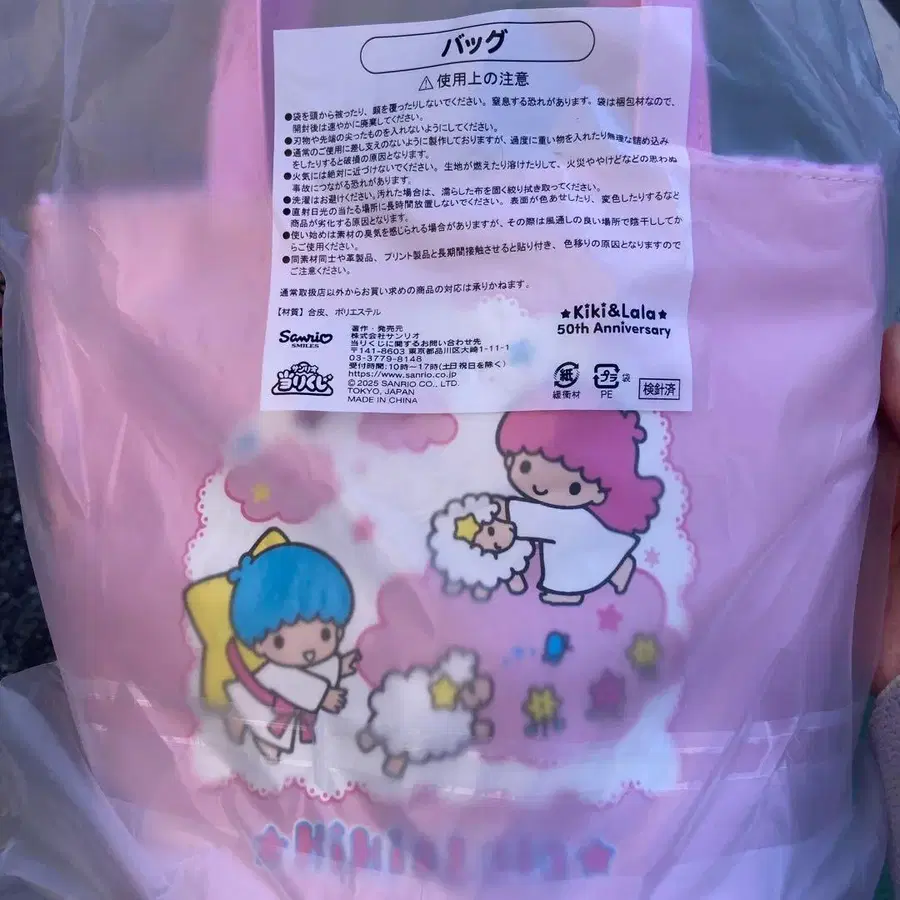 バッグ
⚠使用上の注意
●袋を頭から被ったり、顔を覆ったりしないでください。窒息する恐れがあります。袋は梱包材なので、
開封後は速やかに廃棄してください。
●刃物や先端の尖ったものを入れないようにしてください。
●通常のご使用に差し支えのないように製作しておりますが、過度に重い物を入れたり無理な詰め込み
をしたりすると破損の原因となります。
●火気には絶対に近づけないでください。生地が燃えたり溶けたりして、火災ややけどなどの思わぬ
事故につながる恐れがあります。
●洗濯はお避けください。汚れた場合は、濡らした布を固く絞り拭き取ってください。
●直射日光の当たる場所に長時間放置しないでください。表面が色あせしたり、変色したりするなど
商品が劣化する原因となります。
●使い始めは素材の臭気を感じられる場合がありますが、その際は風通しの良い場所で陰干ししてか
らご使用ください。
●同素材同士や革製品、プリント製品と長期間接触させると貼り付き、色移りの原因となりますので
ご注意ください。
通常取扱店以外からお買い求めの商品の対応は承りかねます。
【材質】合皮、ポリエステル
★Kiki&Lala★
50th Anniversary
Sanrio
SMILES
サンリオ
当りくじ
著作・発売元
株式会社サンリオ
当りくじに関するお問い合わせ先
〒141-8603 東京都品川区大崎1-11-1
03-3779-8148
受付時間:10時〜17時(土日祝日を除く)
https://www.sanrio.co.jp
© 2025 SANRIO CO., LTD.
TOKYO, JAPAN
MADE IN CHINA
紙
緩衝材
プラ 袋
PE
検針済